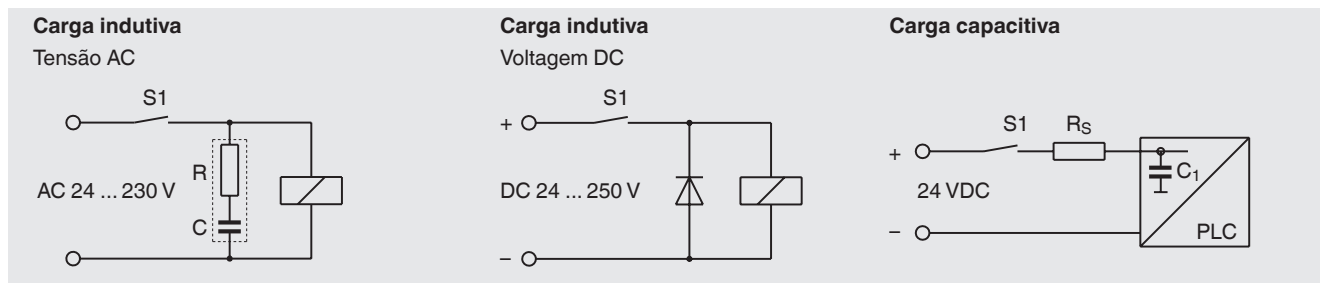 Carga indutiva
Tensão AC
S1
R
AC 24 ... 230 V
C
Carga indutiva
Voltagem DC
S1
+
DC 24 ... 250 V
–
Carga capacitiva
S1
RS
+
C1
24 VDC
–
PLC